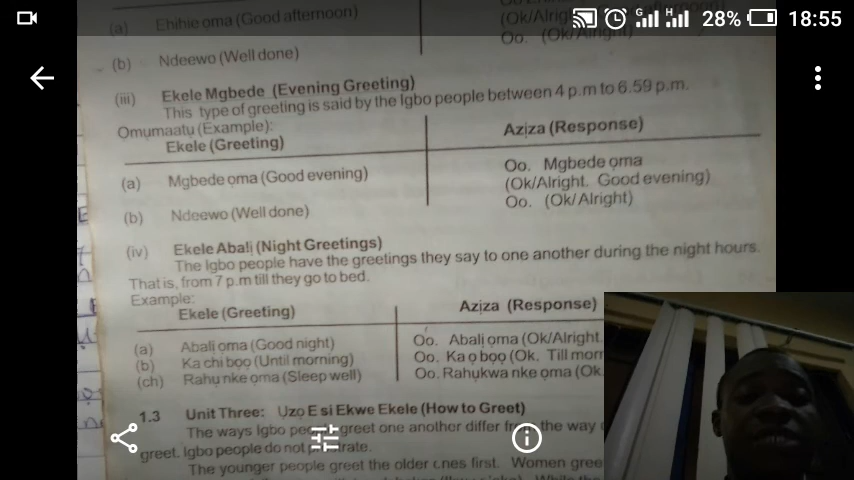 28% 18:55
(a) Ehihie ọma (Good afternoon)
(Ok/Alrig
Oo. (Ok/Alright)
(b) Ndeewo (Well done)
(iii) Ekele Mgbede (Evening Greeting)
This type of greeting is said by the Igbo people between 4 p.m to 6.59 p.m.
Ọmụmaatụ (Example):
Ekele (Greeting) Azịza (Response)
(a) Mgbede ọma (Good evening) Oo. Mgbede ọma
(Ok/Alright. Good evening)
(b) Ndeewo (Well done) Oo. (Ok/Alright)
(iv) Ekele Abalị (Night Greetings)
The Igbo people have the greetings they say to one another during the night hours.
That is, from 7 p.m till they go to bed.
Example:
Ekele (Greeting) Azịza (Response)
(a) Abalị ọma (Good night) Oo. Abalị ọma (Ok/Alright.
(b) Ka chi bọọ (Until morning) Oo. Ka ọ bọọ (Ok. Till morn
(ch) Rahụ nke ọma (Sleep well) Oo. Rahụkwa nke ọma (Ok
1.3 Unit Three: Ụzọ E si Ekwe Ekele (How to Greet)
The ways Igbo people greet one another differ from the way
greet. Igbo people do not
The younger people greet the older ones first. Women gree